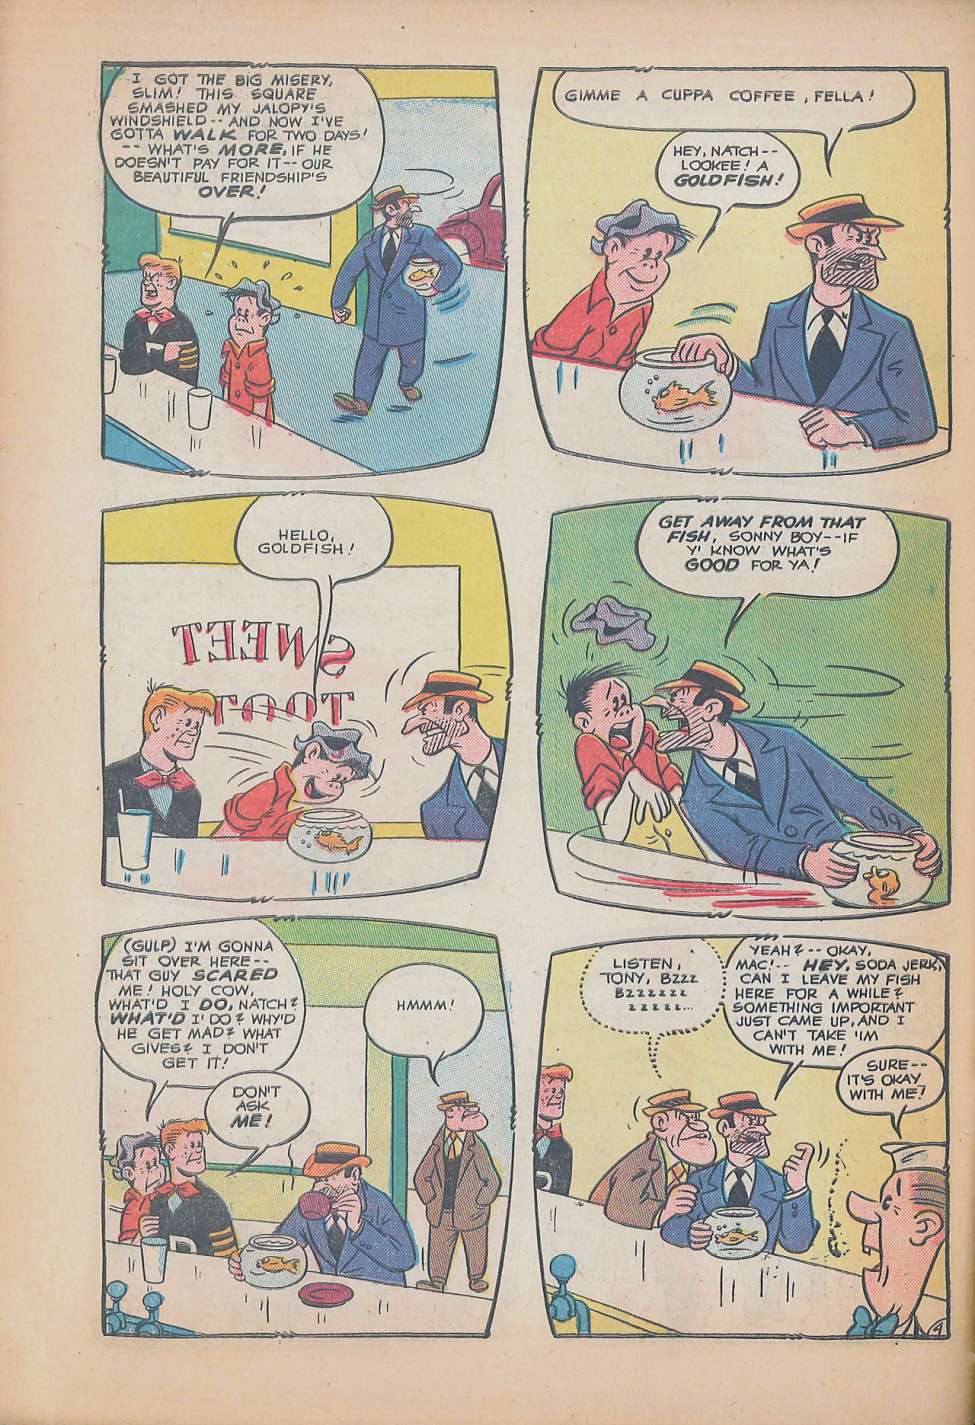 I GOT THE BIG MISERY,
SLIM! THIS SQUARE
SMASHED MY JALOPY'S
WINDSHIELD -- AND NOW I'VE
GOTTA WALK FOR TWO DAYS!
-- WHAT'S MORE, IF HE
DOESN'T PAY FOR IT -- OUR
BEAUTIFUL FRIENDSHIP'S
OVER!
GIMME A CUPPA COFFEE, FELLA!
HEY, NATCH --
LOOKEE! A
GOLDFISH!
HELLO,
GOLDFISH!
SWEET
TOOT
GET AWAY FROM THAT
FISH, SONNY BOY -- IF
Y' KNOW WHAT'S
GOOD FOR YA!
(GULP) I'M GONNA
SIT OVER HERE --
THAT GUY SCARED
ME! HOLY COW,
WHAT'D I DO, NATCH?
WHAT'D I DO? WHY'D
HE GET MAD? WHAT
GIVES? I DON'T
GET IT!
DON'T
ASK
ME!
HMMM!
LISTEN,
TONY, BZZZ
BZZZZZZ
ZZZZZ...
YEAH? -- OKAY,
MAC! -- HEY, SODA JERK,
CAN I LEAVE MY FISH
HERE FOR A WHILE?
SOMETHING IMPORTANT
JUST CAME UP, AND I
CAN'T TAKE 'IM
WITH ME!
SURE --
IT'S OKAY
WITH ME!
9